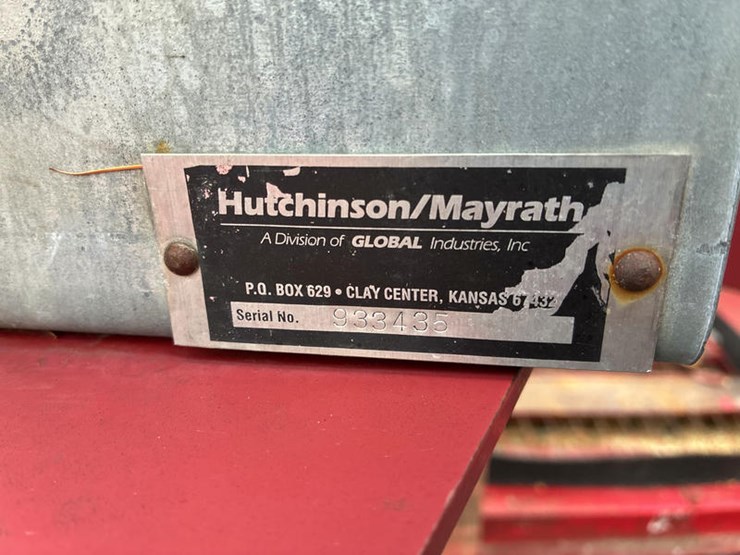 Hutchinson/Mayrath
A Division of GLOBAL Industries, Inc
P.O. BOX 629 • CLAY CENTER, KANSAS 67432
Serial No. 933435